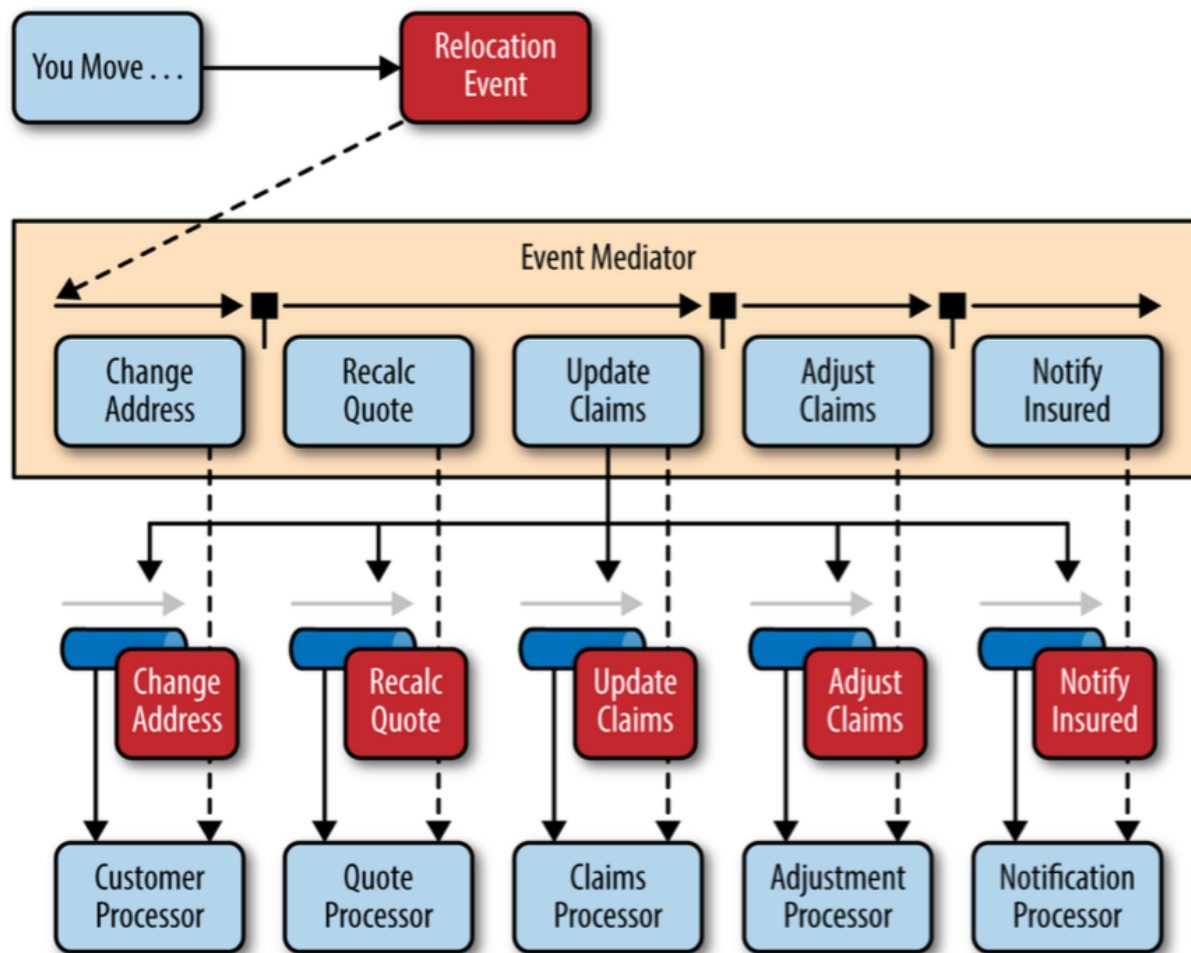 You Move . . .
Relocation
Event
Event Mediator
Change
Address
Recalc
Quote
Update
Claims
Adjust
Claims
Notify
Insured
Change
Address
Recalc
Quote
Update
Claims
Adjust
Claims
Notify
Insured
Customer
Processor
Quote
Processor
Claims
Processor
Adjustment
Processor
Notification
Processor